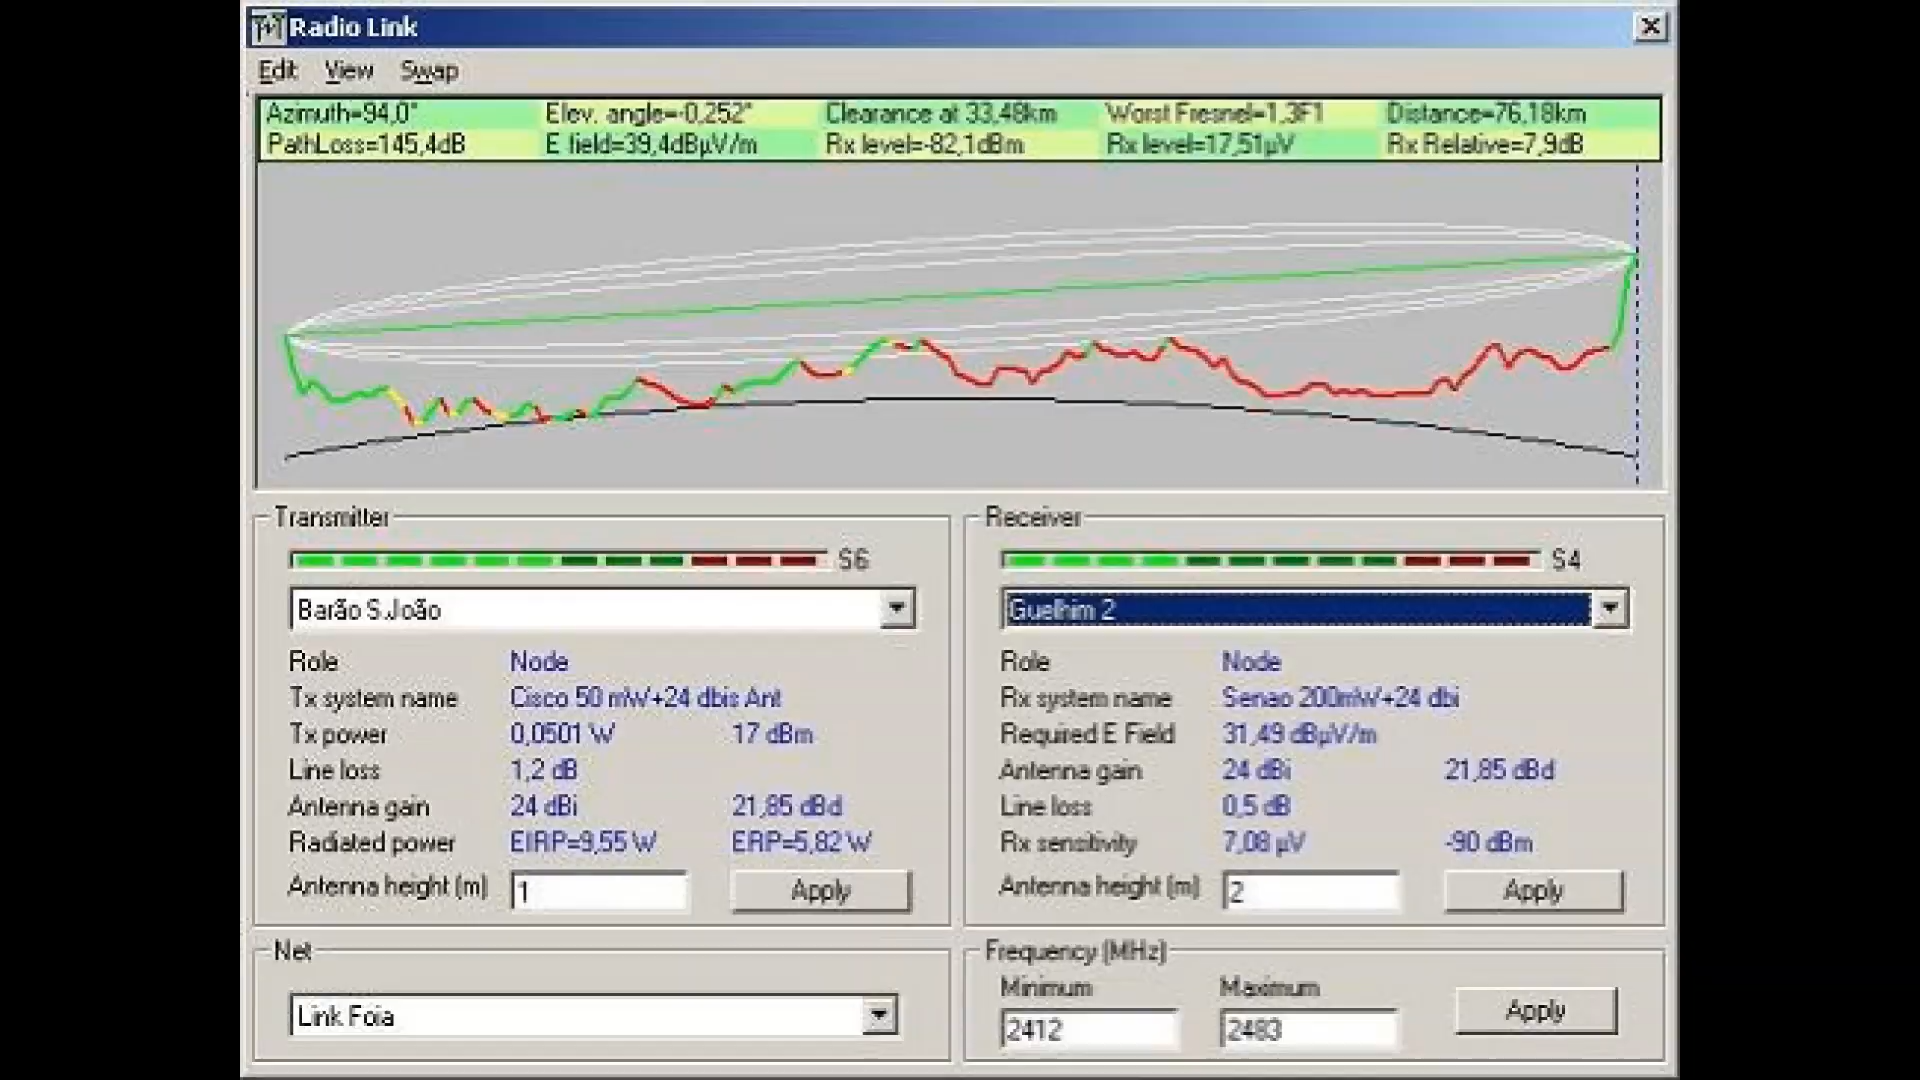 Radio Link
Edit View Swap
Azimuth=94,0° Elev. angle=-0,252° Clearance at 33,48km Worst Fresnel=1,3F1 Distance=76,18km
PathLoss=145,4dB E field=39,4dBµV/m Rx level=-82,1dBm Rx level=17,51µV Rx Relative=7,9dB
Transmitter
S6
Barão S.João
Role Node
Tx system name Cisco 50 mW+24 dbis Ant
Tx power 0,0501 W 17 dBm
Line loss 1,2 dB
Antenna gain 24 dBi 21,85 dBd
Radiated power EIRP=9,55 W ERP=5,82 W
Antenna height (m) 1 Apply
Receiver
S4
Guelhim 2
Role Node
Rx system name Senao 200mW+24 dbi
Required E Field 31,49 dBµV/m
Antenna gain 24 dBi 21,85 dBd
Line loss 0,5 dB
Rx sensitivity 7,08 µV -90 dBm
Antenna height (m) 2 Apply
Net
Link Foia
Frequency (MHz)
Minimum Maximum
2412 2483 Apply